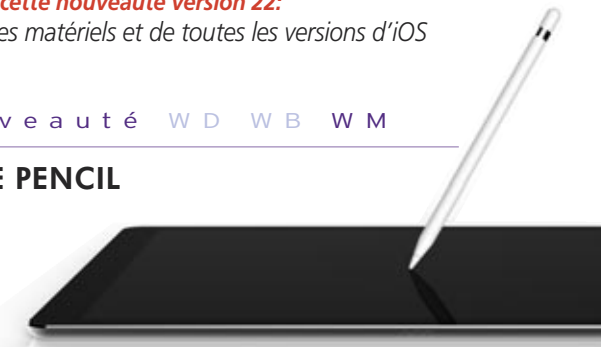 cette nouveauté version 22:
es matériels et de toutes les versions d’iOS
veauté WD WB WM
E PENCIL